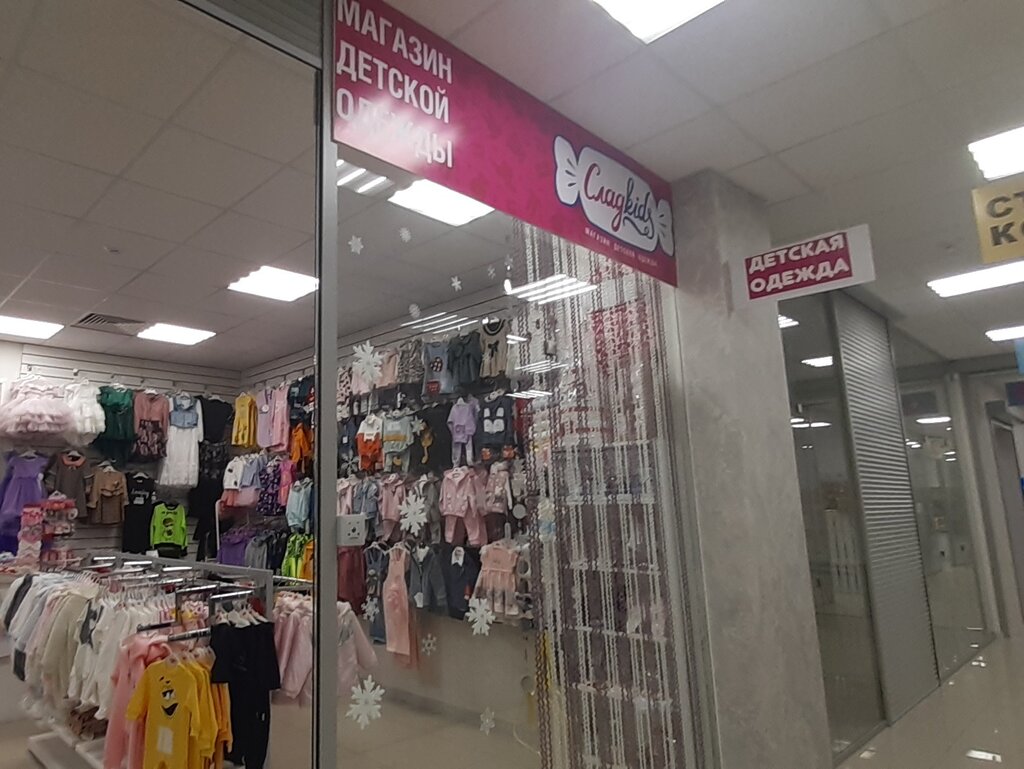 МАГАЗИН
ДЕТСКОЙ
ОДЕЖДЫ
Сладkids
МАГАЗИН ДЕТСКОЙ ОДЕЖДЫ
ДЕТСКАЯ
ОДЕЖДА